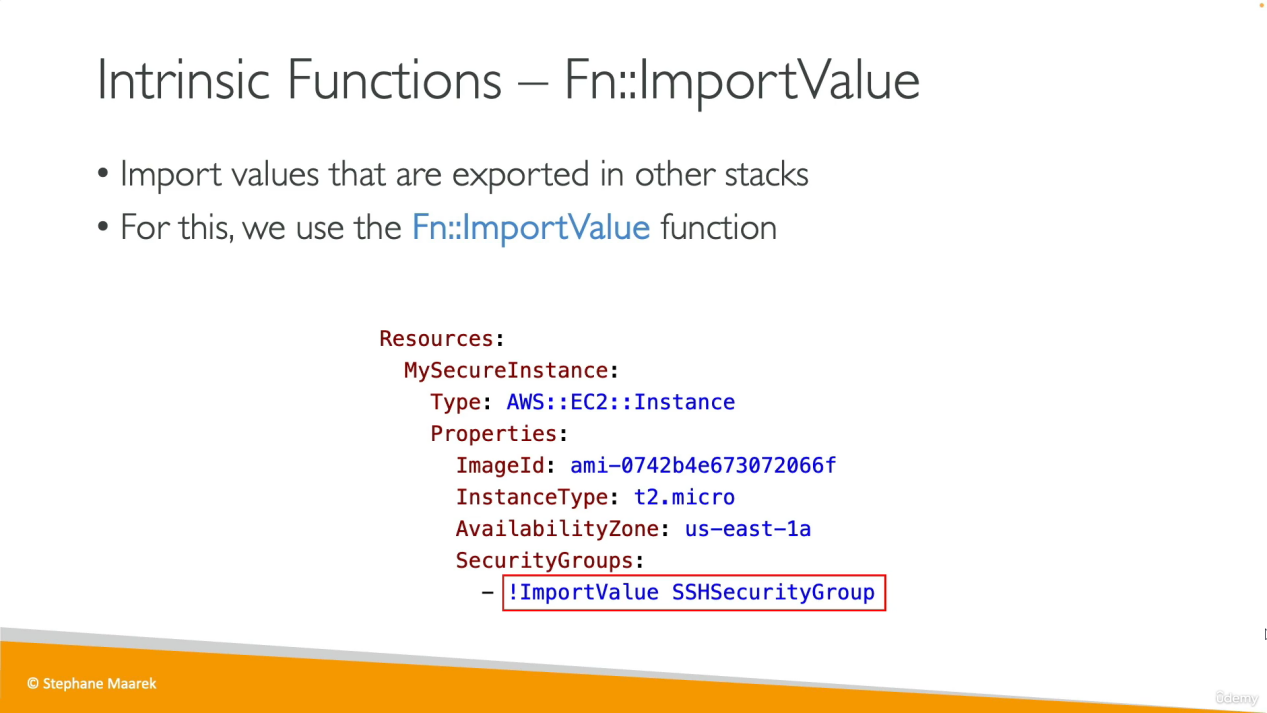 Intrinsic Functions – Fn::ImportValue
• Import values that are exported in other stacks
• For this, we use the Fn::ImportValue function
Resources:
  MySecureInstance:
    Type: AWS::EC2::Instance
    Properties:
      ImageId: ami-0742b4e673072066f
      InstanceType: t2.micro
      AvailabilityZone: us-east-1a
      SecurityGroups:
        - !ImportValue SSHSecurityGroup
© Stephane Maarek
ûdemy